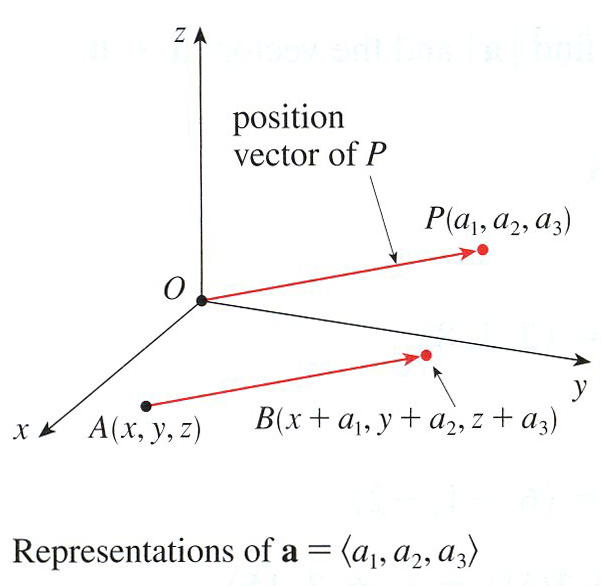 z
position
vector of P
P(a₁, a₂, a₃)
O
y
x
A(x, y, z)
B(x + a₁, y + a₂, z + a₃)
Representations of a = ⟨a₁, a₂, a₃⟩